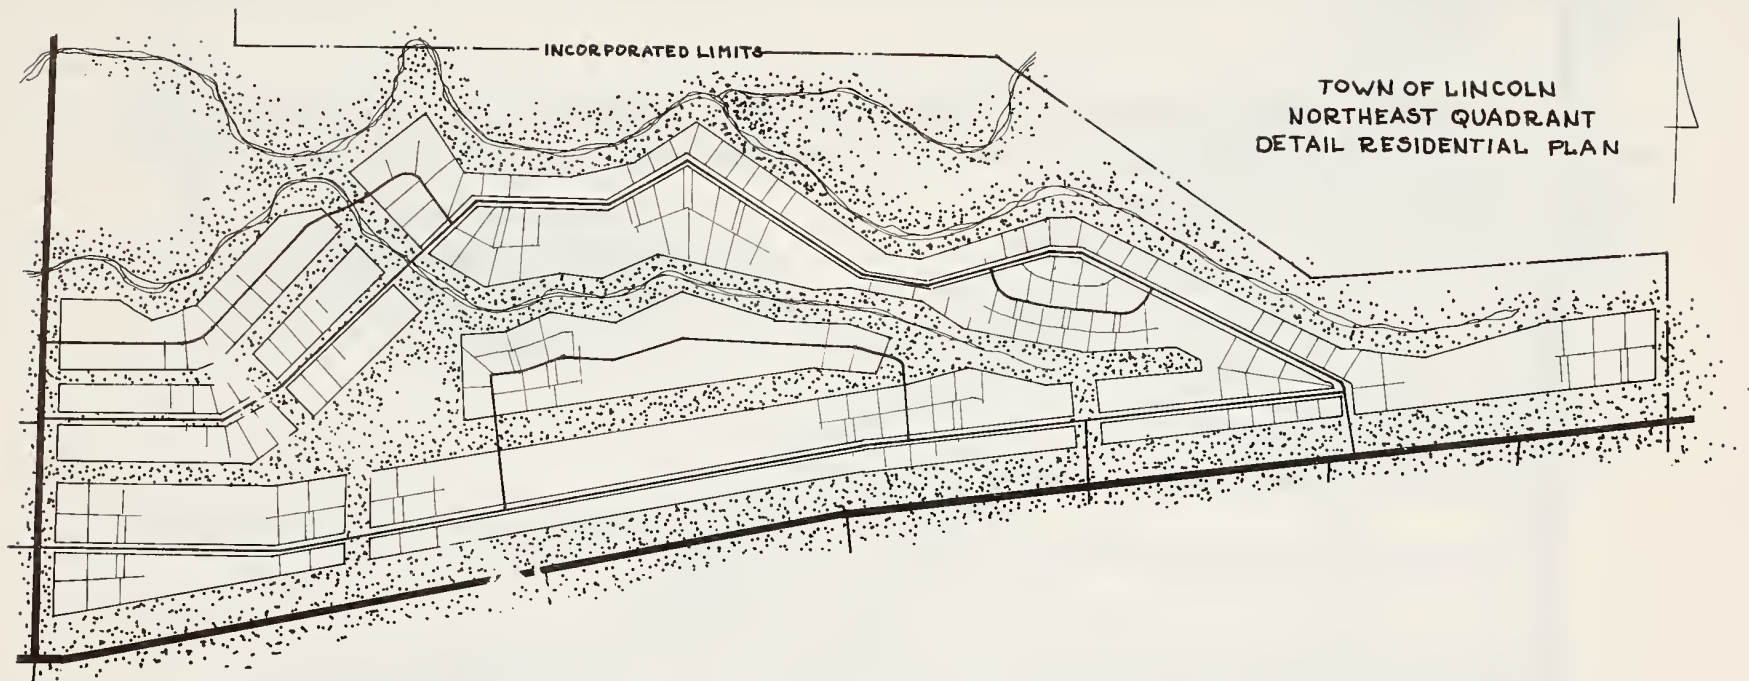 INCORPORATED LIMITS
TOWN OF LINCOLN
NORTHEAST QUADRANT
DETAIL RESIDENTIAL PLAN